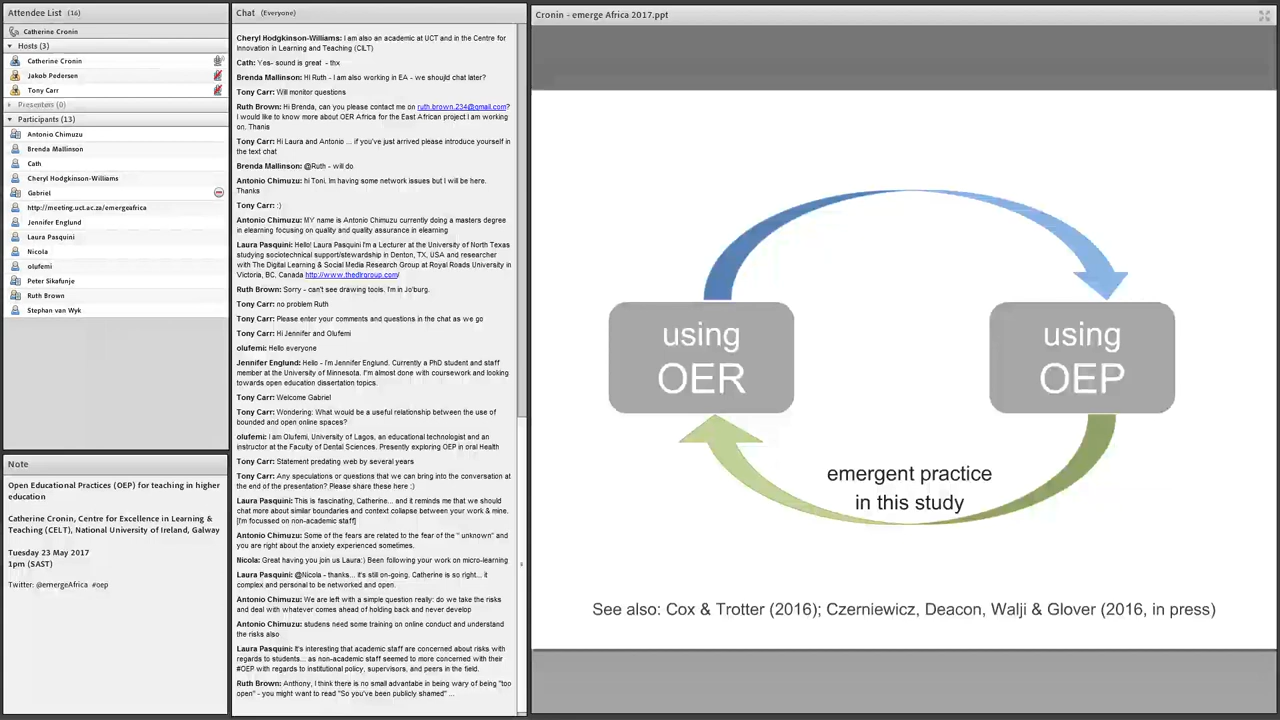 Attendee List (16)
Catherine Cronin
Hosts (3)
Catherine Cronin
Jakob Pedersen
Tony Carr
Presenters (0)
Participants (13)
Antonio Chimuzu
Brenda Mallinson
Cath
Cheryl Hodgkinson-Williams
Gabriel
http://meeting.uct.ac.za/emergeafrica
Jennifer Englund
Laura Pasquini
Nicola
olufemi
Peter Sikafunje
Ruth Brown
Stephan van Wyk
Note
Open Educational Practices (OEP) for teaching in higher
education
Catherine Cronin, Centre for Excellence in Learning &
Teaching (CELT), National University of Ireland, Galway
Tuesday 23 May 2017
1pm (SAST)
Twitter: @emergeAfrica #oep
Chat (Everyone)
Cheryl Hodgkinson-Williams: I am also an academic at UCT and in the Centre for
Innovation in Learning and Teaching (CILT)
Cath: Yes- sound is great - thx
Brenda Mallinson: HI Ruth - I am also working in EA - we shoujld chat later?
Tony Carr: Will monitor questions
Ruth Brown: Hi Brenda, can you please contact me on ruth.brown.234@gmail.com?
I would like to know more about OER Africa for the East African project I am working
on. Thanis
Tony Carr: Hi Laura and Antonio ... if you've just arrived please introduce yourself in
the text chat
Brenda Mallinson: @Ruth - will do
Antonio Chimuzu: hi Toni. Im having some network issues but I will be here.
Thanks
Tony Carr: :)
Antonio Chimuzu: MY name is Antonio Chimuzu currently doing a masters degree
in elearning focusing on quality and quality assurance in elearning
Laura Pasquini: Hello! Laura Pasquini I'm a Lecturer at the University of North Texas
studying sociotechnical support/stewardship in Denton, TX, USA and researcher
with The Digital Learning & Social Media Research Group at Royal Roads University in
Victoria, BC, Canada http://www.thedlrgroup.com/
Ruth Brown: Sorry - can't see drawing tools. I'm in Jo'burg.
Tony Carr: no problem Ruth
Tony Carr: Please enter your comments and questions in the chat as we go
Tony Carr: Hi Jennifer and Olufemi
olufemi: Hello everyone
Jennifer Englund: Hello - I'm Jennifer Englund. Currently a PhD student and staff
member at the University of Minnesota. I"m almost done with coursework and looking
towards open education dissertation topics.
Tony Carr: Welcome Gabriel
Tony Carr: Wondering: What would be a useful relationship between the use of
bounded and open online spaces?
olufemi: I am Olufemi, University of Lagos, an educational technologist and an
instructor at the Faculty of Dental Sciences. Presently exploring OEP in oral Health
Tony Carr: Statement predating web by several years
Tony Carr: Any speculations or questions that we can bring into the conversation at
the end of the presentation? Please share these here :)
Laura Pasquini: This is fascinating, Catherine... and it reminds me that we should
chat more about similar boundaries and context collapse between your work & mine.
[I'm focussed on non-academic staff]
Antonio Chimuzu: Some of the fears are related to the fear of the " unknown" and
you are right about the anxiety experienced sometimes.
Nicola: Great having you join us Laura:) Been following your work on micro-learning
Laura Pasquini: @Nicola - thanks... it's still on-going. Catherine is so right... it
complex and personal to be networked and open.
Antonio Chimuzu: We are left with a simple question really: do we take the risks
and deal with whatever comes ahead of holding back and never develop
Antonio Chimuzu: studens need some training on online conduct and understand
the risks also
Laura Pasquini: It's interesting that academic staff are concerned about risks with
regards to students... as non-academic staff seemed to more concerned with their
#OEP with regards to institutional policy, supervisors, and peers in the field.
Ruth Brown: Anthony, I think there is no small advantabe in being wary of being "too
open" - you might want to read "So you've been publicly shamed" ...
Cronin - emerge Africa 2017.ppt
using
OER
using
OEP
emergent practice
in this study
See also: Cox & Trotter (2016); Czerniewicz, Deacon, Walji & Glover (2016, in press)